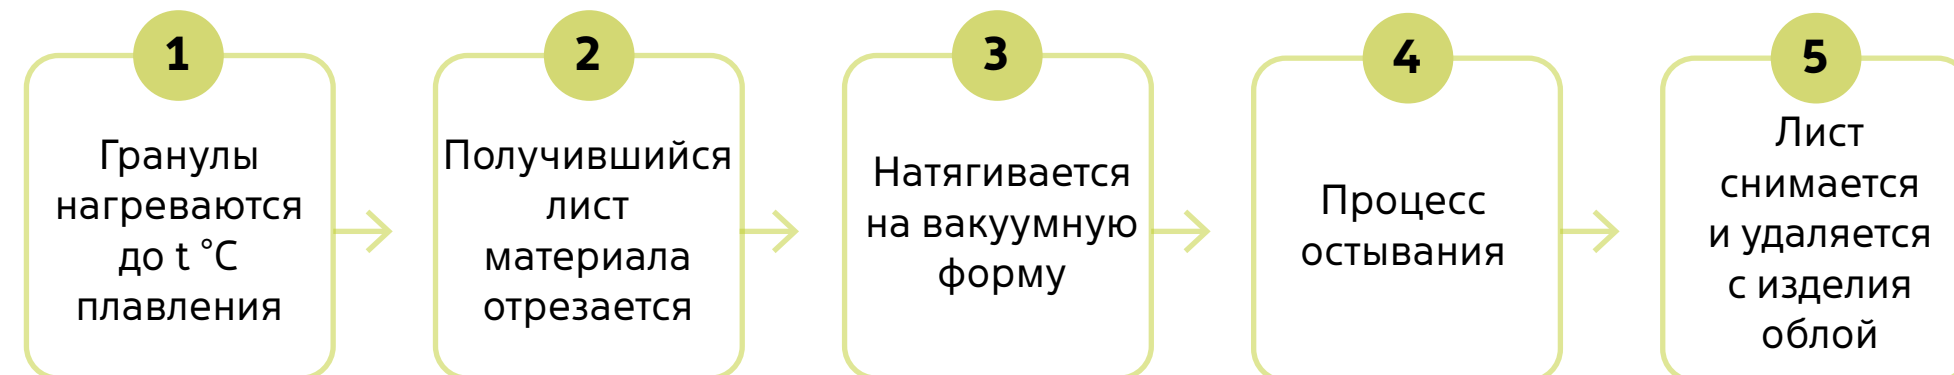 1
Гранулы
нагреваются
до t °C
плавления
2
Получившийся
лист
материала
отрезается
3
Натягивается
на вакуумную
форму
4
Процесс
остывания
5
Лист
снимается
и удаляется
с изделия
облой